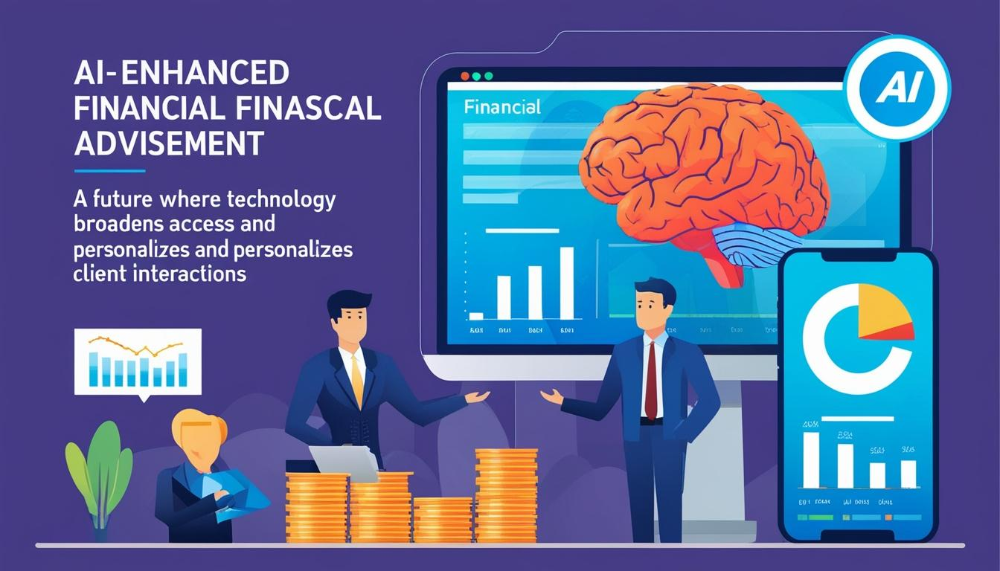 AI-ENHANCED
FINANCIAL FINASCAL
ADVISEMENT
A future where technology
broadens access and
personalizes and personalizes
client interactions
Financial
AI